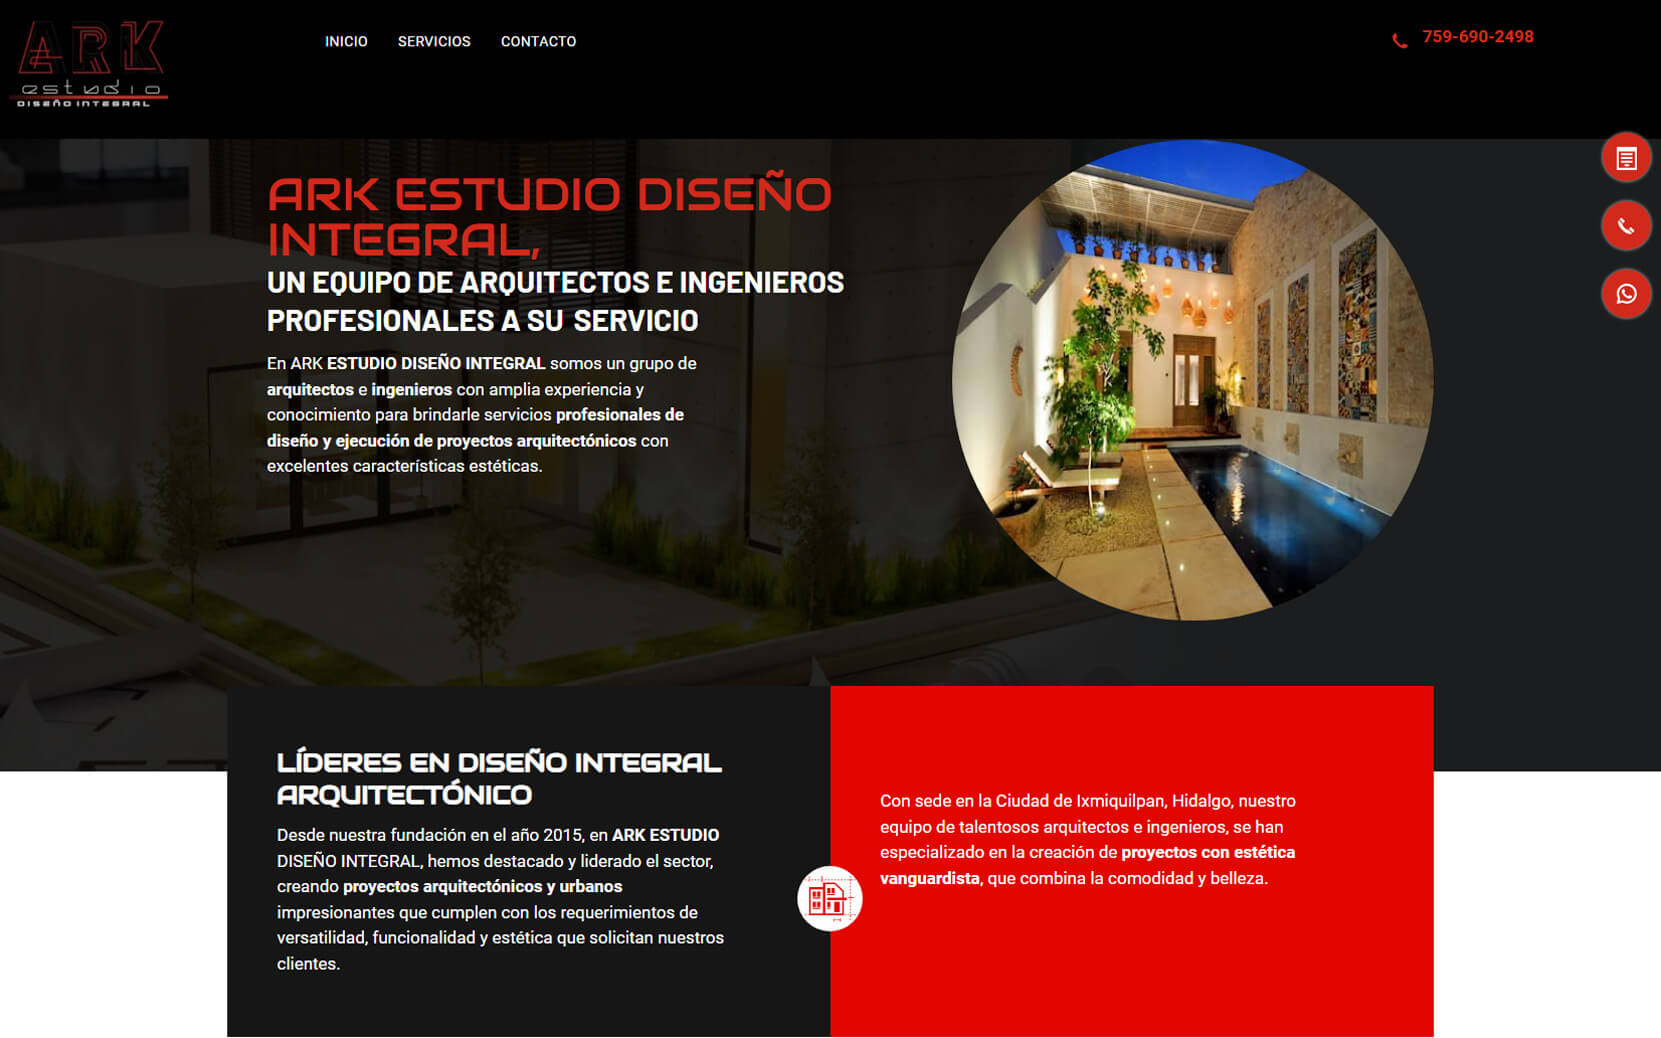 ARK
estudio
DISEÑO INTEGRAL
INICIO SERVICIOS CONTACTO
759-690-2498
ARK ESTUDIO DISEÑO
INTEGRAL,
UN EQUIPO DE ARQUITECTOS E INGENIEROS
PROFESIONALES A SU SERVICIO
En ARK ESTUDIO DISEÑO INTEGRAL somos un grupo de
arquitectos e ingenieros con amplia experiencia y
conocimiento para brindarle servicios profesionales de
diseño y ejecución de proyectos arquitectónicos con
excelentes características estéticas.
LÍDERES EN DISEÑO INTEGRAL
ARQUITECTÓNICO
Desde nuestra fundación en el año 2015, en ARK ESTUDIO
DISEÑO INTEGRAL, hemos destacado y liderado el sector,
creando proyectos arquitectónicos y urbanos
impresionantes que cumplen con los requerimientos de
versatilidad, funcionalidad y estética que solicitan nuestros
clientes.
Con sede en la Ciudad de Ixmiquilpan, Hidalgo, nuestro
equipo de talentosos arquitectos e ingenieros, se han
especializado en la creación de proyectos con estética
vanguardista, que combina la comodidad y belleza.